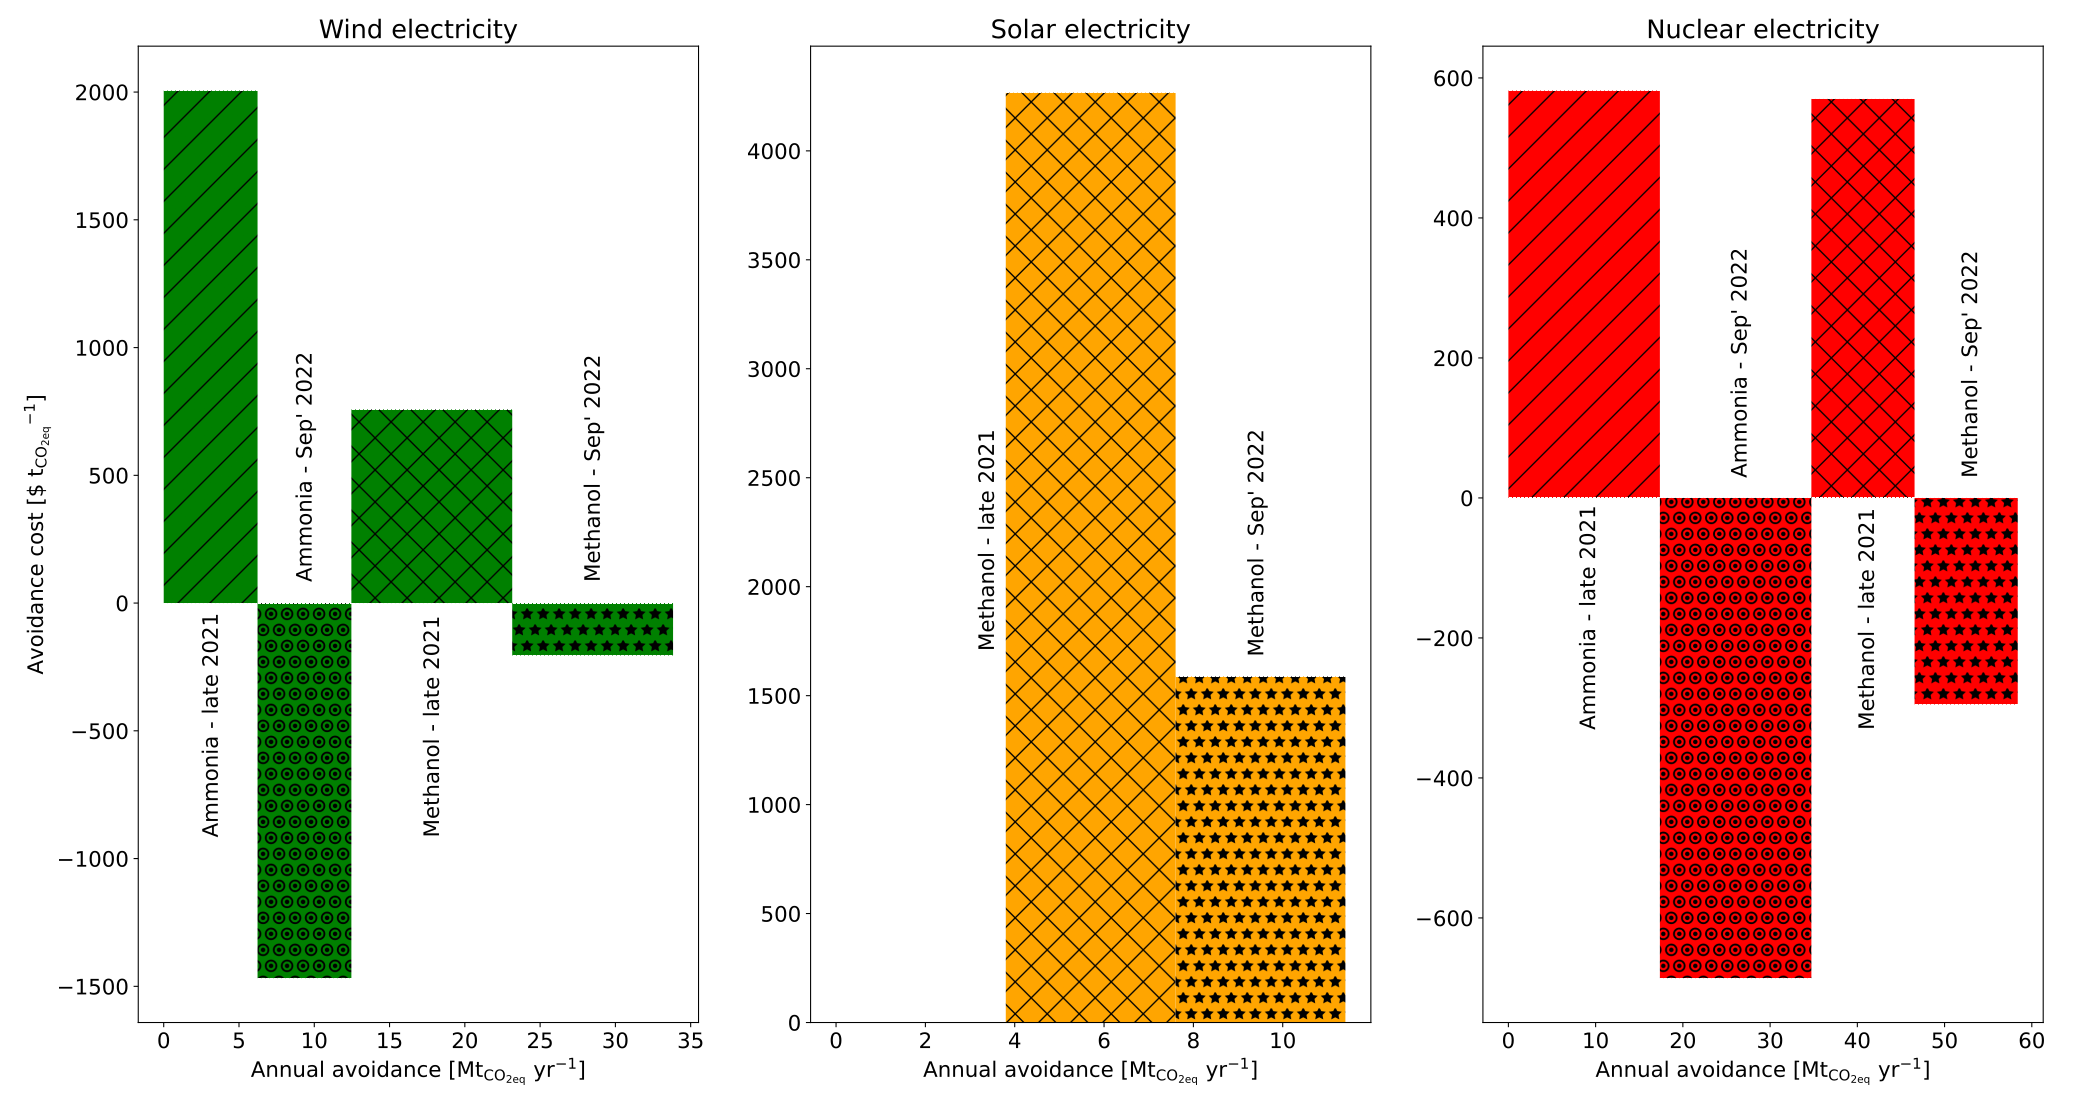 Wind electricity
Avoidance cost [$ t_CO2eq^−1]
2000
1500
1000
500
0
−500
−1000
−1500
Ammonia - late 2021
Ammonia - Sep' 2022
Methanol - late 2021
Methanol - Sep' 2022
0 5 10 15 20 25 30 35
Annual avoidance [Mt_CO2eq yr^−1]
Solar electricity
4000
3500
3000
2500
2000
1500
1000
500
0
Methanol - late 2021
Methanol - Sep' 2022
0 2 4 6 8 10
Annual avoidance [Mt_CO2eq yr^−1]
Nuclear electricity
600
400
200
0
−200
−400
−600
Ammonia - late 2021
Ammonia - Sep' 2022
Methanol - late 2021
Methanol - Sep' 2022
0 10 20 30 40 50 60
Annual avoidance [Mt_CO2eq yr^−1]